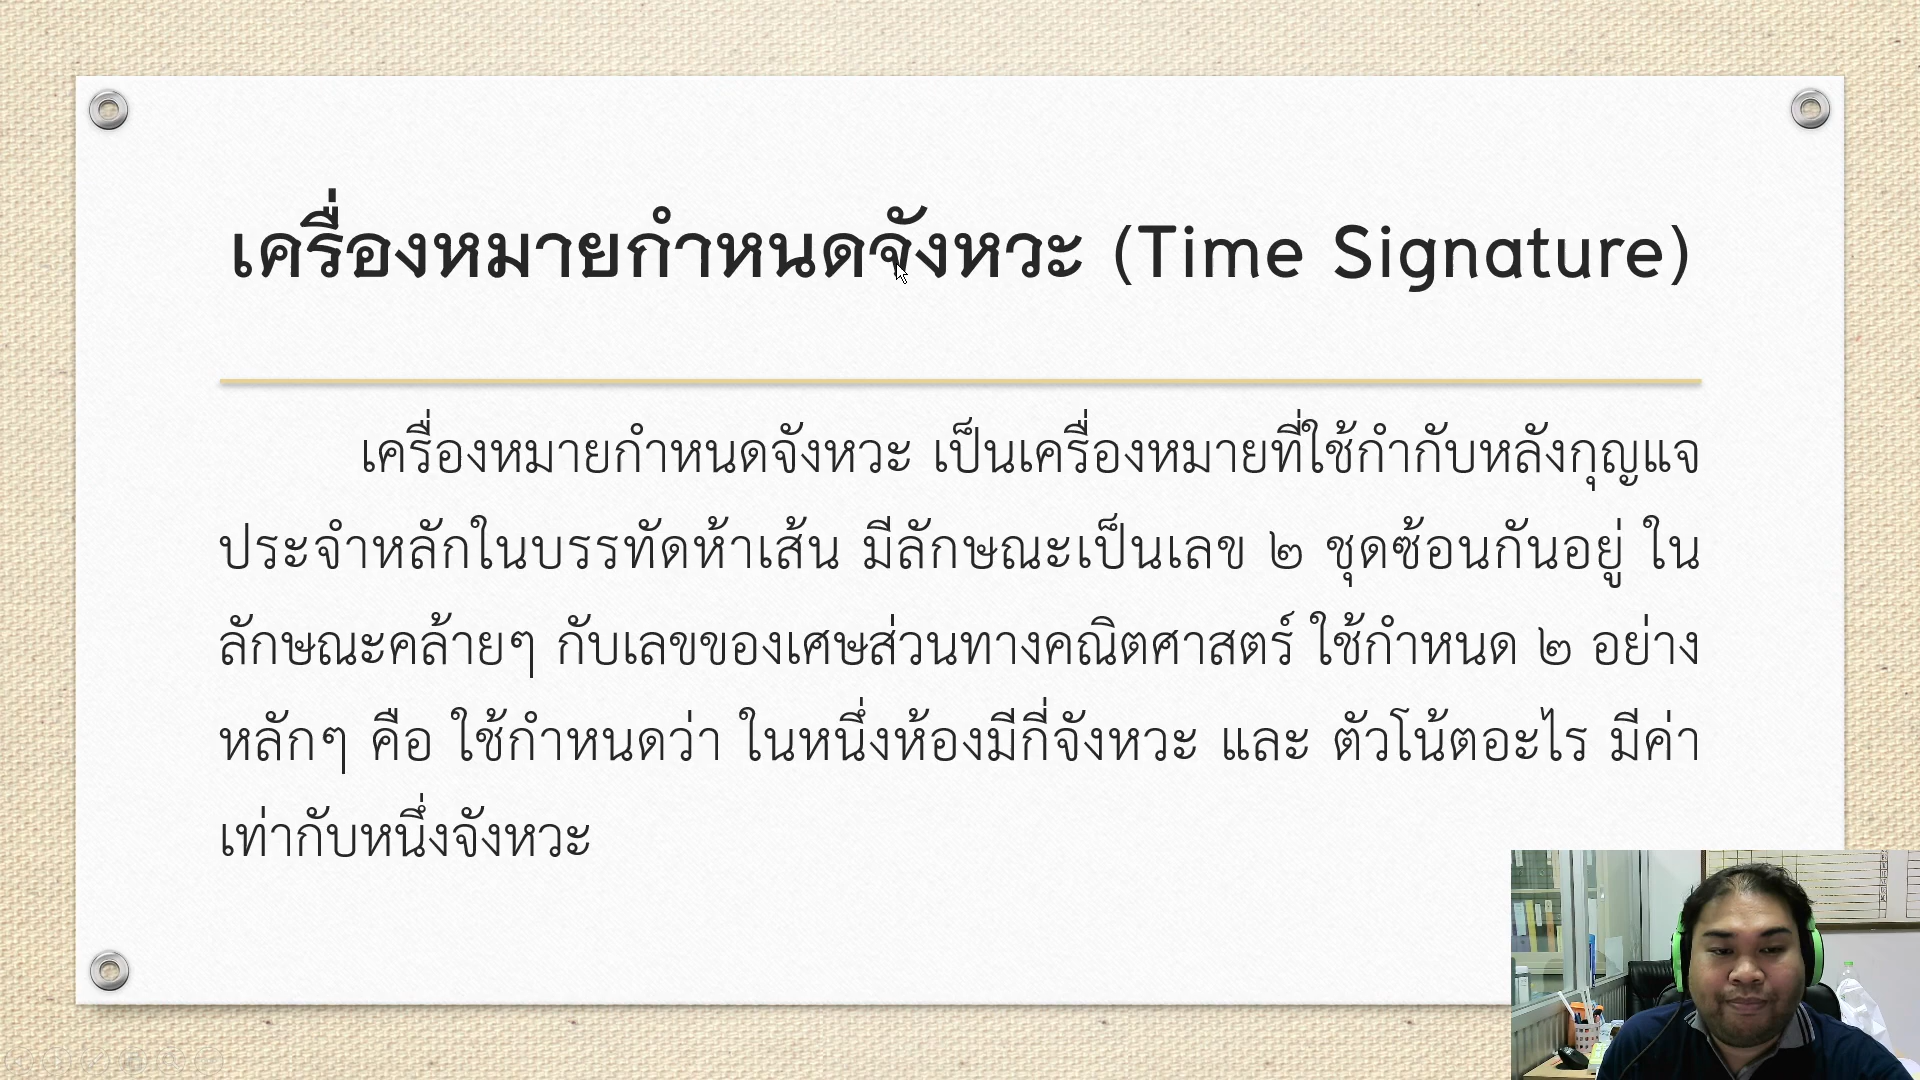 เครื่องหมายกำหนดจังหวะ (Time Signature)
เครื่องหมายกำหนดจังหวะ เป็นเครื่องหมายที่ใช้กำกับหลังกุญแจ
ประจำหลักในบรรทัดห้าเส้น มีลักษณะเป็นเลข ๒ ชุดซ้อนกันอยู่ ใน
ลักษณะคล้ายๆ กับเลขของเศษส่วนทางคณิตศาสตร์ ใช้กำหนด ๒ อย่าง
หลักๆ คือ ใช้กำหนดว่า ในหนึ่งห้องมีกี่จังหวะ และ ตัวโน้ตอะไร มีค่า
เท่ากับหนึ่งจังหวะ